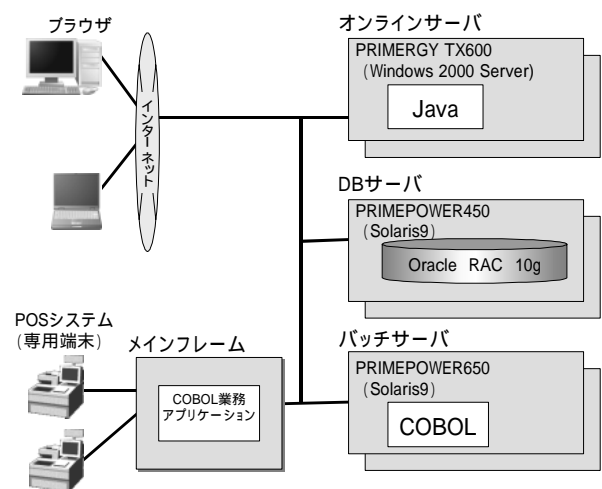 ブラウザ
インターネット
オンラインサーバ
PRIMERGY TX600
(Windows 2000 Server)
Java
DBサーバ
PRIMEPOWER450
(Solaris9)
Oracle RAC 10g
POSシステム
(専用端末)
メインフレーム
COBOL業務
アプリケーション
バッチサーバ
PRIMEPOWER650
(Solaris9)
COBOL